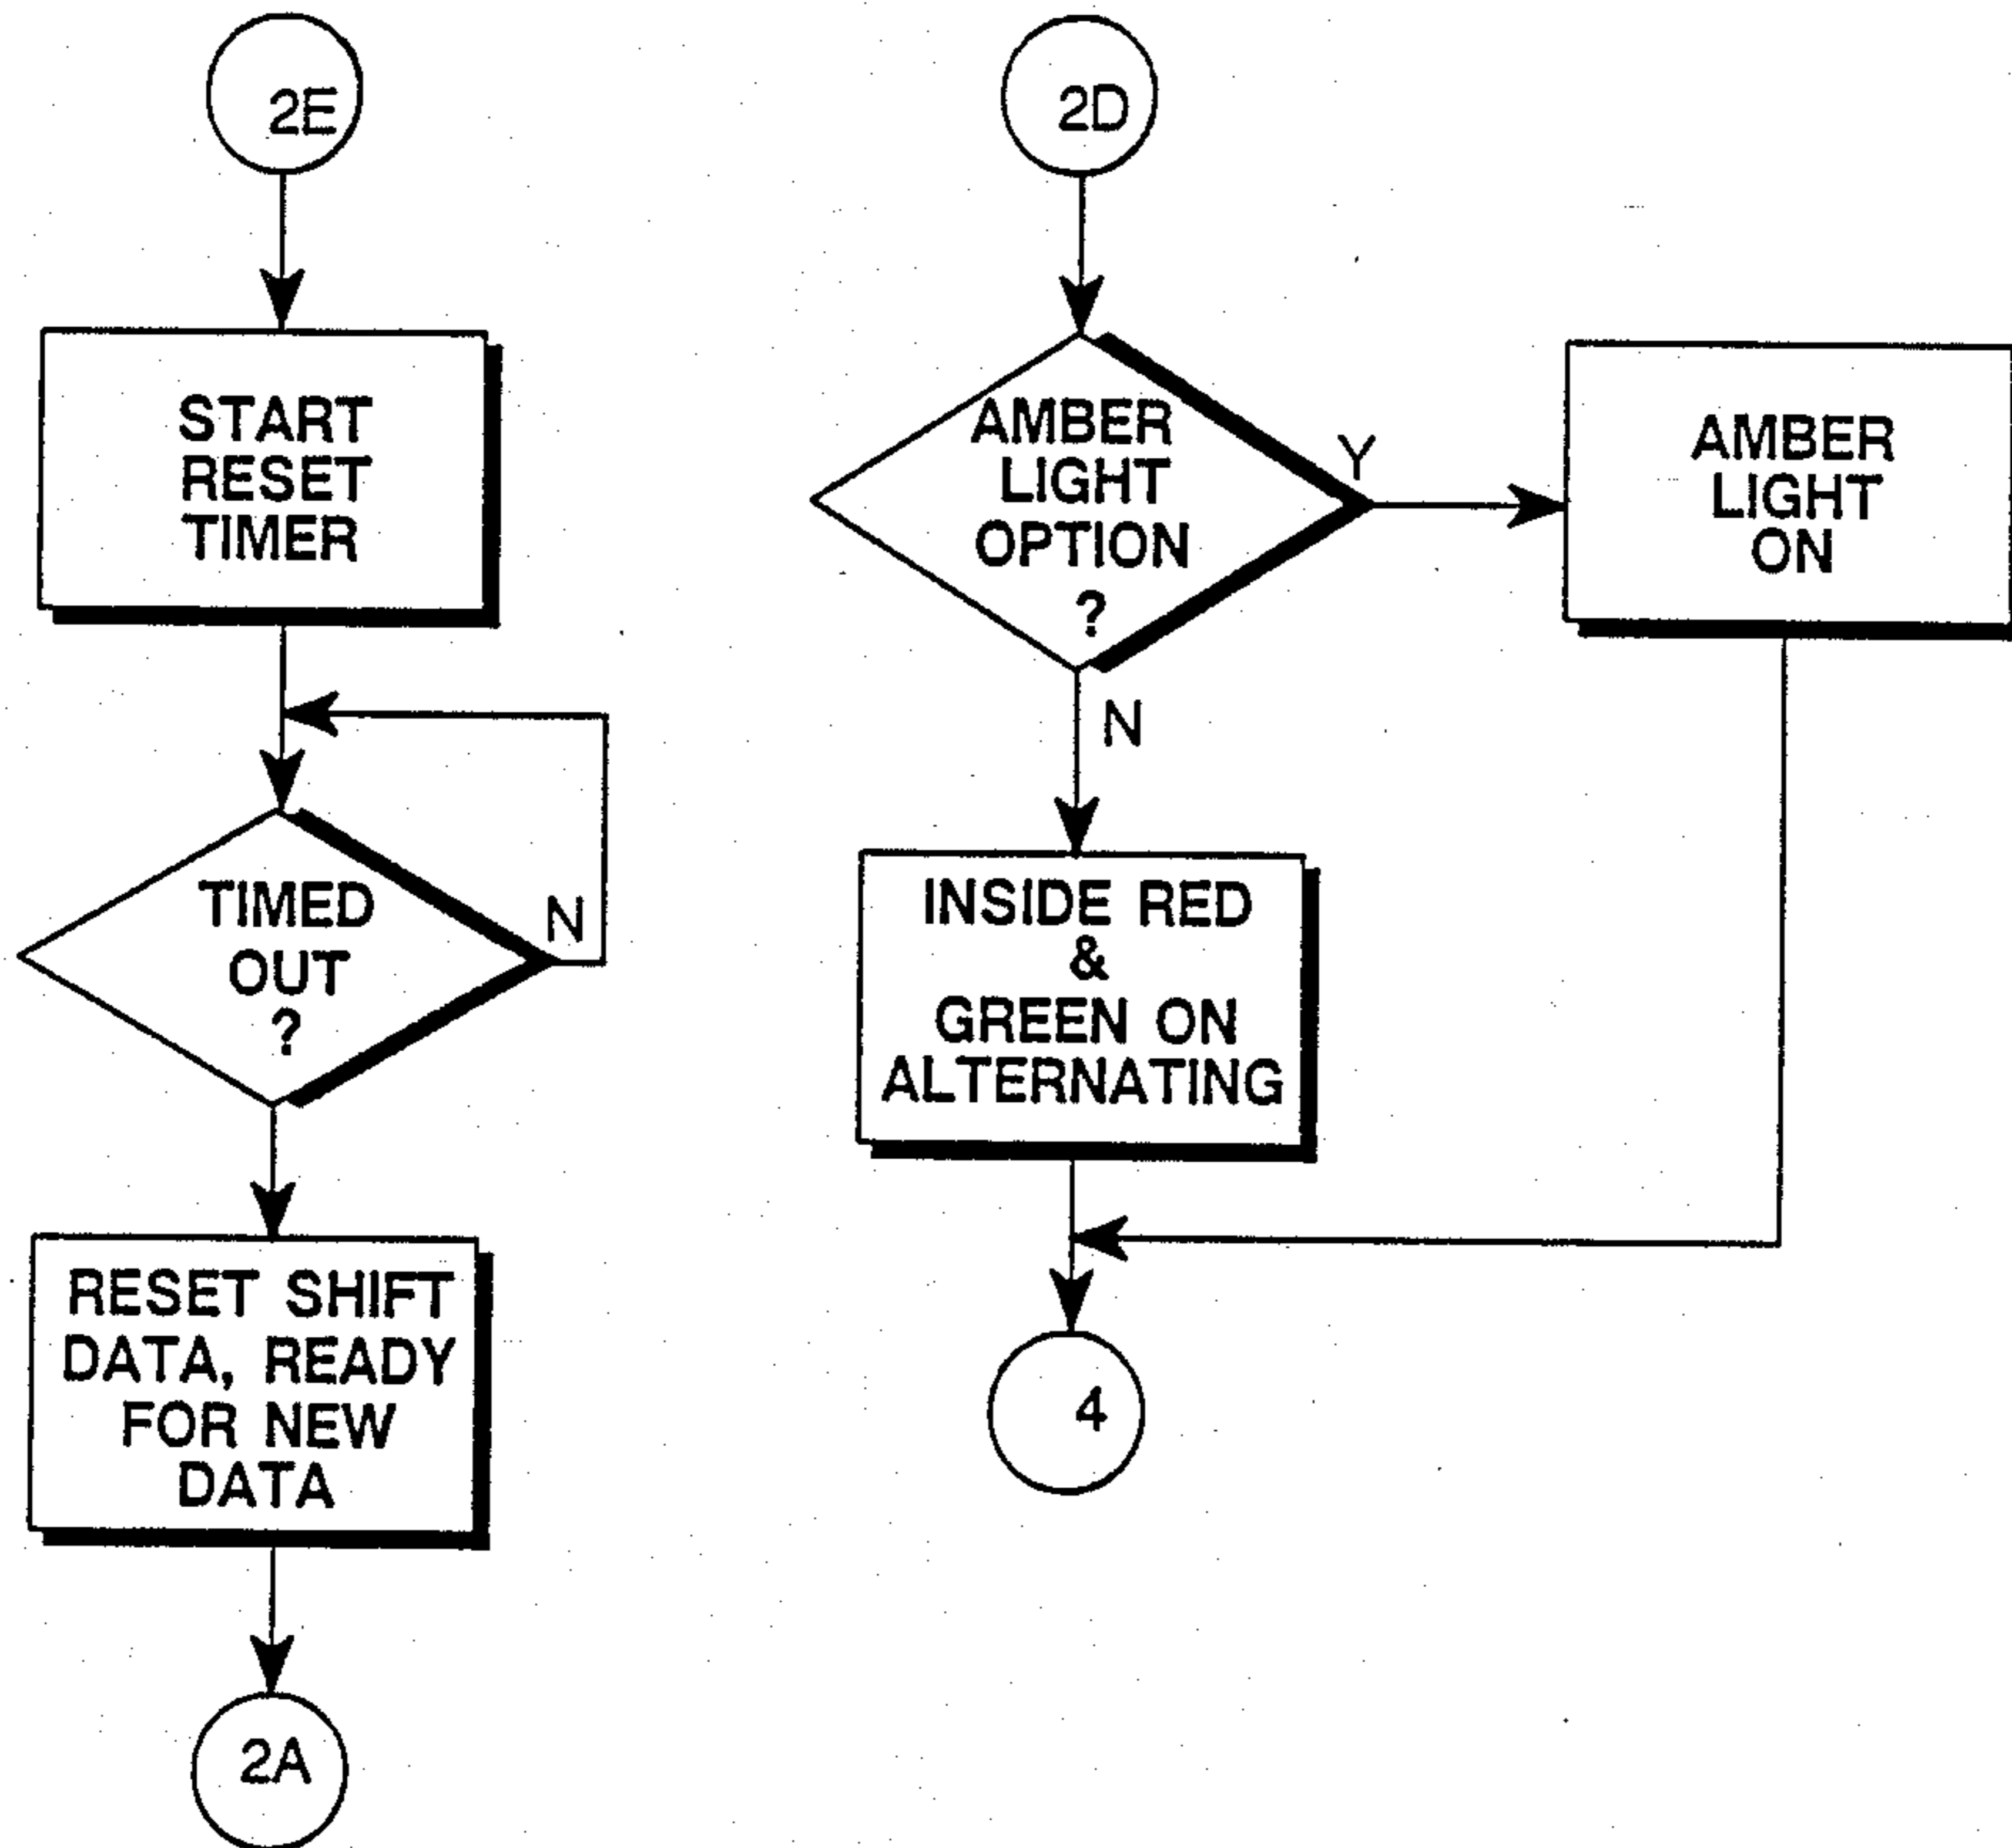 2E
START
RESET
TIMER
TIMED
OUT
?
N
RESET SHIFT
DATA, READY
FOR NEW
DATA
2A
2D
AMBER
LIGHT
OPTION
?
Y
N
AMBER
LIGHT
ON
INSIDE RED
&
GREEN ON
ALTERNATING
4